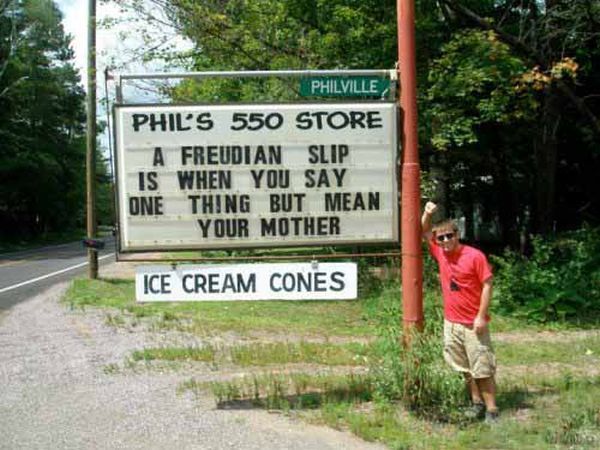 PHILVILLE
PHIL'S 550 STORE
A FREUDIAN SLIP
IS WHEN YOU SAY
ONE THING BUT MEAN
YOUR MOTHER
ICE CREAM CONES